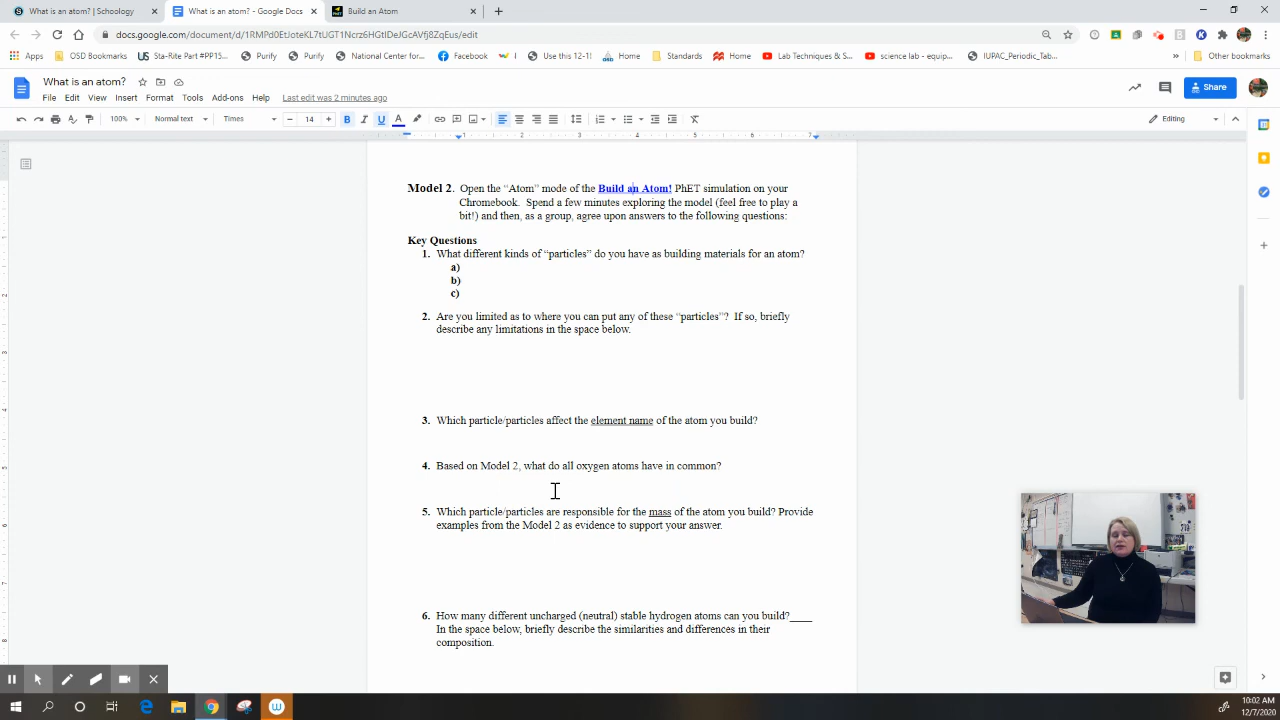 What is an atom? | Schoology
What is an atom? - Google Docs
Build an Atom
docs.google.com/document/d/1RMPd0EtJoteKL7tUGT1Ncrz6HGtIDeJGcAVfj8ZqEus/edit
Apps
OSD Bookmarks
Sta-Rite Part #PP15...
Purify
Purify
National Center for...
Facebook
Use this 12-1!
Home
Standards
Home
Lab Techniques & S...
science lab - equip...
IUPAC_Periodic_Tab...
Other bookmarks
What is an atom?
File Edit View Insert Format Tools Add-ons Help Last edit was 2 minutes ago
Share
100% Normal text Times 14 Editing
Model 2. Open the “Atom” mode of the Build an Atom! PhET simulation on your
Chromebook. Spend a few minutes exploring the model (feel free to play a
bit!) and then, as a group, agree upon answers to the following questions:
Key Questions
1. What different kinds of “particles” do you have as building materials for an atom?
a)
b)
c)
2. Are you limited as to where you can put any of these “particles”? If so, briefly
describe any limitations in the space below.
3. Which particle/particles affect the element name of the atom you build?
4. Based on Model 2, what do all oxygen atoms have in common?
5. Which particle/particles are responsible for the mass of the atom you build? Provide
examples from the Model 2 as evidence to support your answer.
6. How many different uncharged (neutral) stable hydrogen atoms can you build?____
In the space below, briefly describe the similarities and differences in their
composition.
10:02 AM
12/7/2020